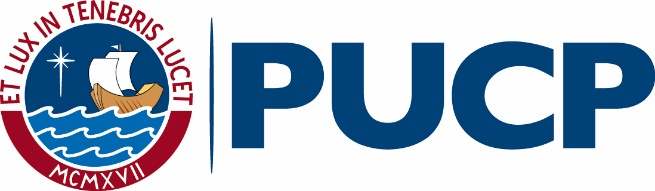 ET LUX IN TENEBRIS LUCET
MCMXVII
PUCP